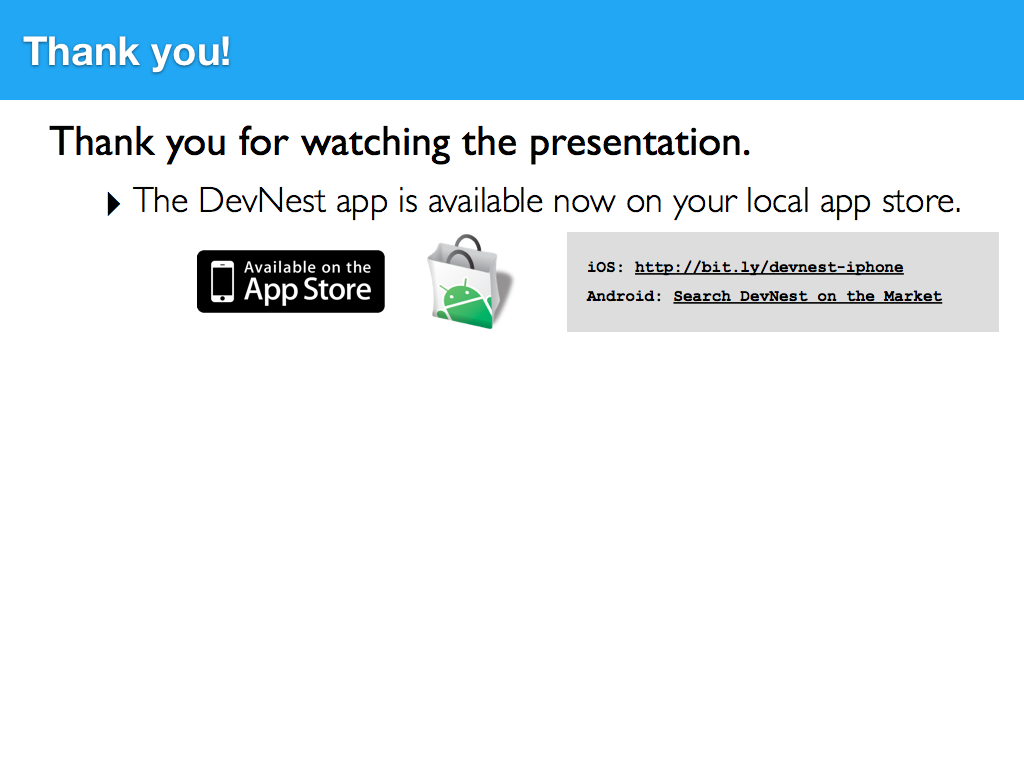 Thank you!
Thank you for watching the presentation.
The DevNest app is available now on your local app store.
Available on the
App Store
iOS: http://bit.ly/devnest-iphone
Android: Search DevNest on the Market